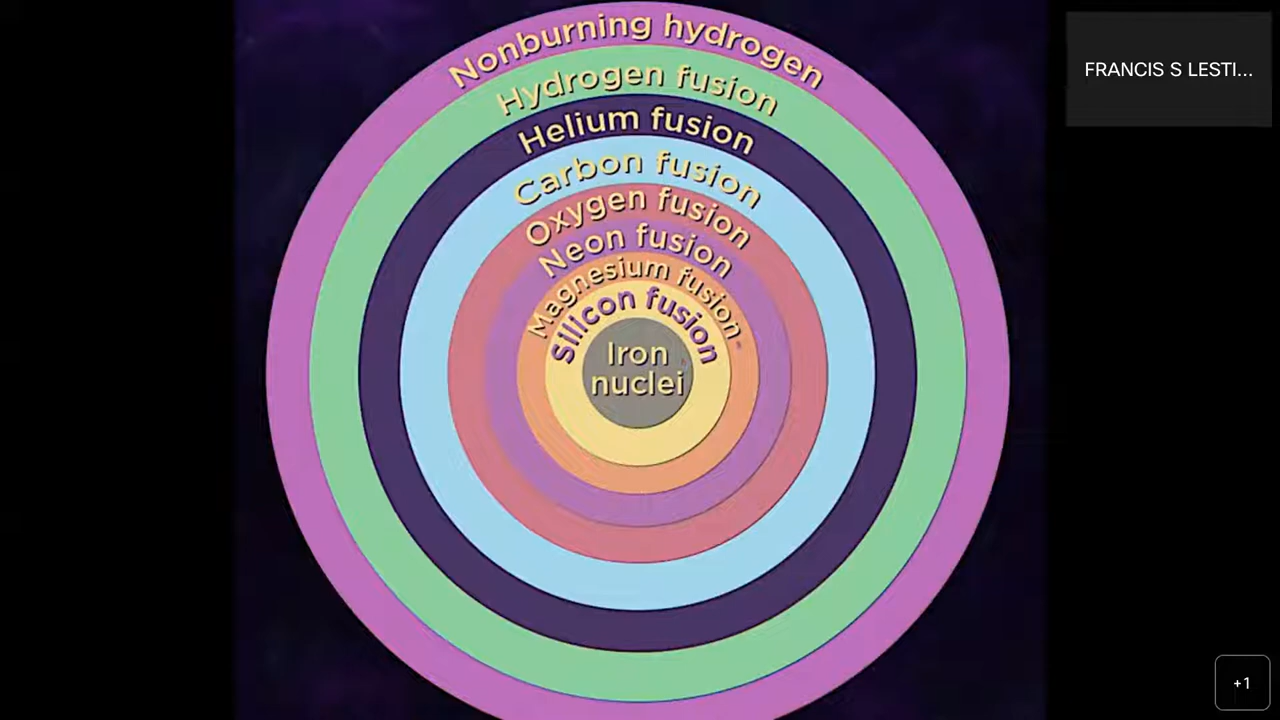 Nonburning hydrogen
Hydrogen fusion
Helium fusion
Carbon fusion
Oxygen fusion
Neon fusion
Magnesium fusion
Silicon fusion
Iron
nuclei
FRANCIS S LESTI...
+1